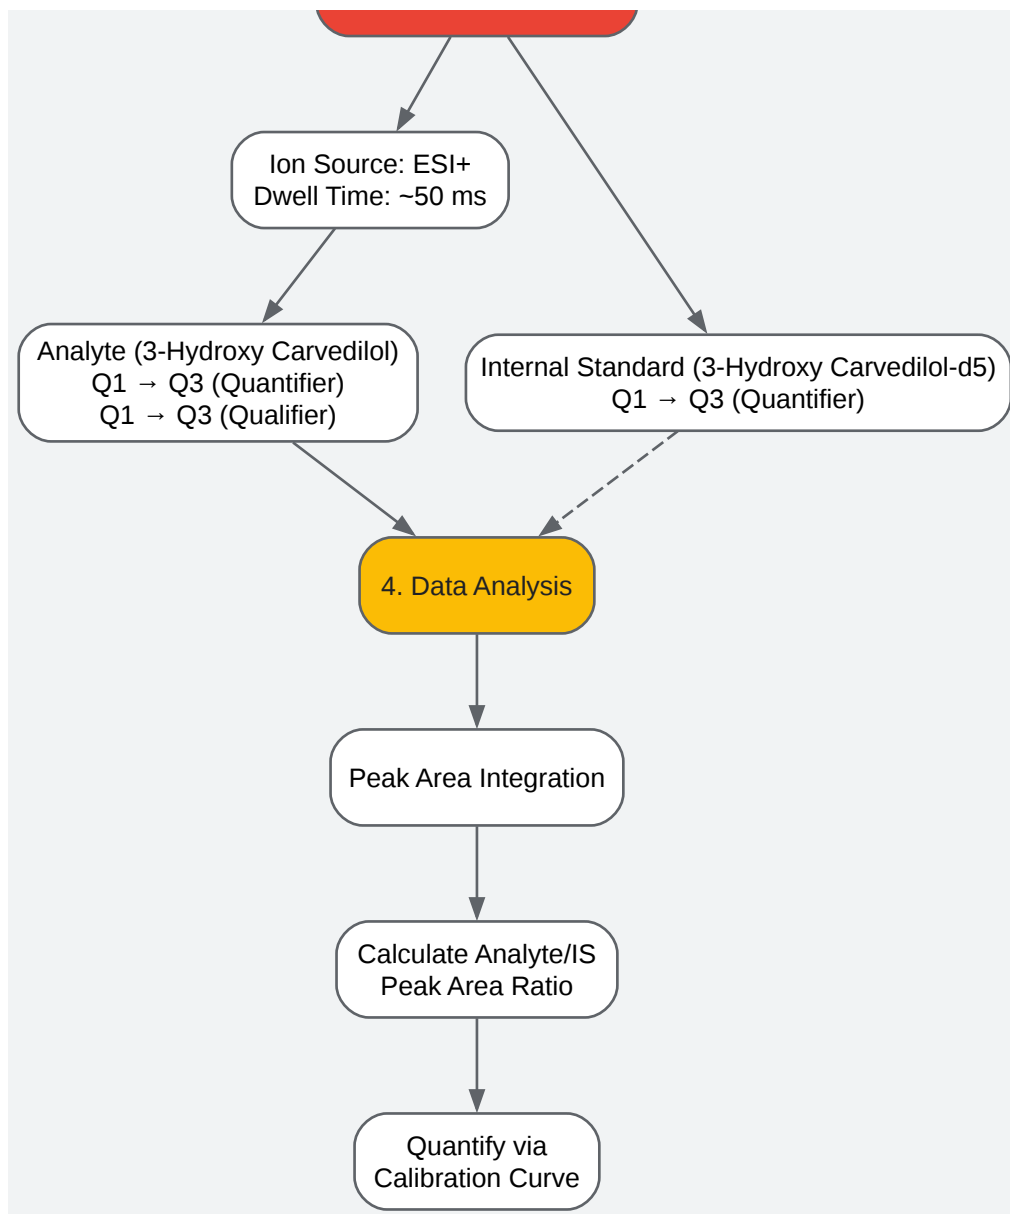 Ion Source: ESI+
Dwell Time: ~50 ms
Analyte (3-Hydroxy Carvedilol)
Q1 → Q3 (Quantifier)
Q1 → Q3 (Qualifier)
Internal Standard (3-Hydroxy Carvedilol-d5)
Q1 → Q3 (Quantifier)
4. Data Analysis
Peak Area Integration
Calculate Analyte/IS
Peak Area Ratio
Quantify via
Calibration Curve